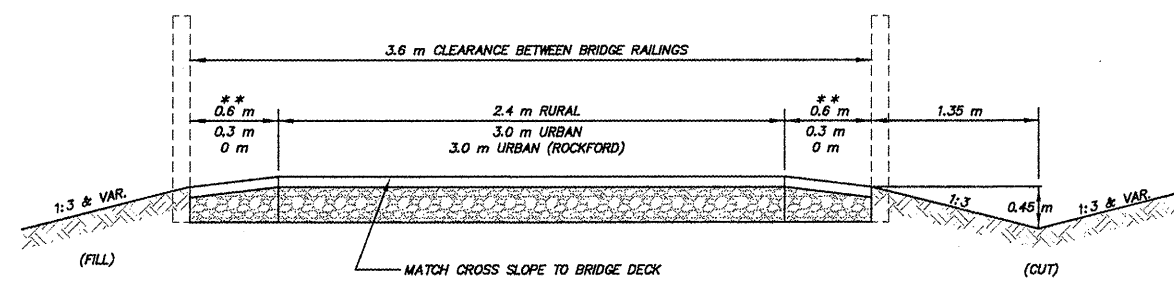 3.6 m CLEARANCE BETWEEN BRIDGE RAILINGS
**
0.6 m
0.3 m
0 m
2.4 m RURAL
3.0 m URBAN
3.0 m URBAN (ROCKFORD)
**
0.6 m
0.3 m
0 m
1.35 m
1:3 & VAR.
1:3
0.45 m
1:3 & VAR.
(FILL)
MATCH CROSS SLOPE TO BRIDGE DECK
(CUT)